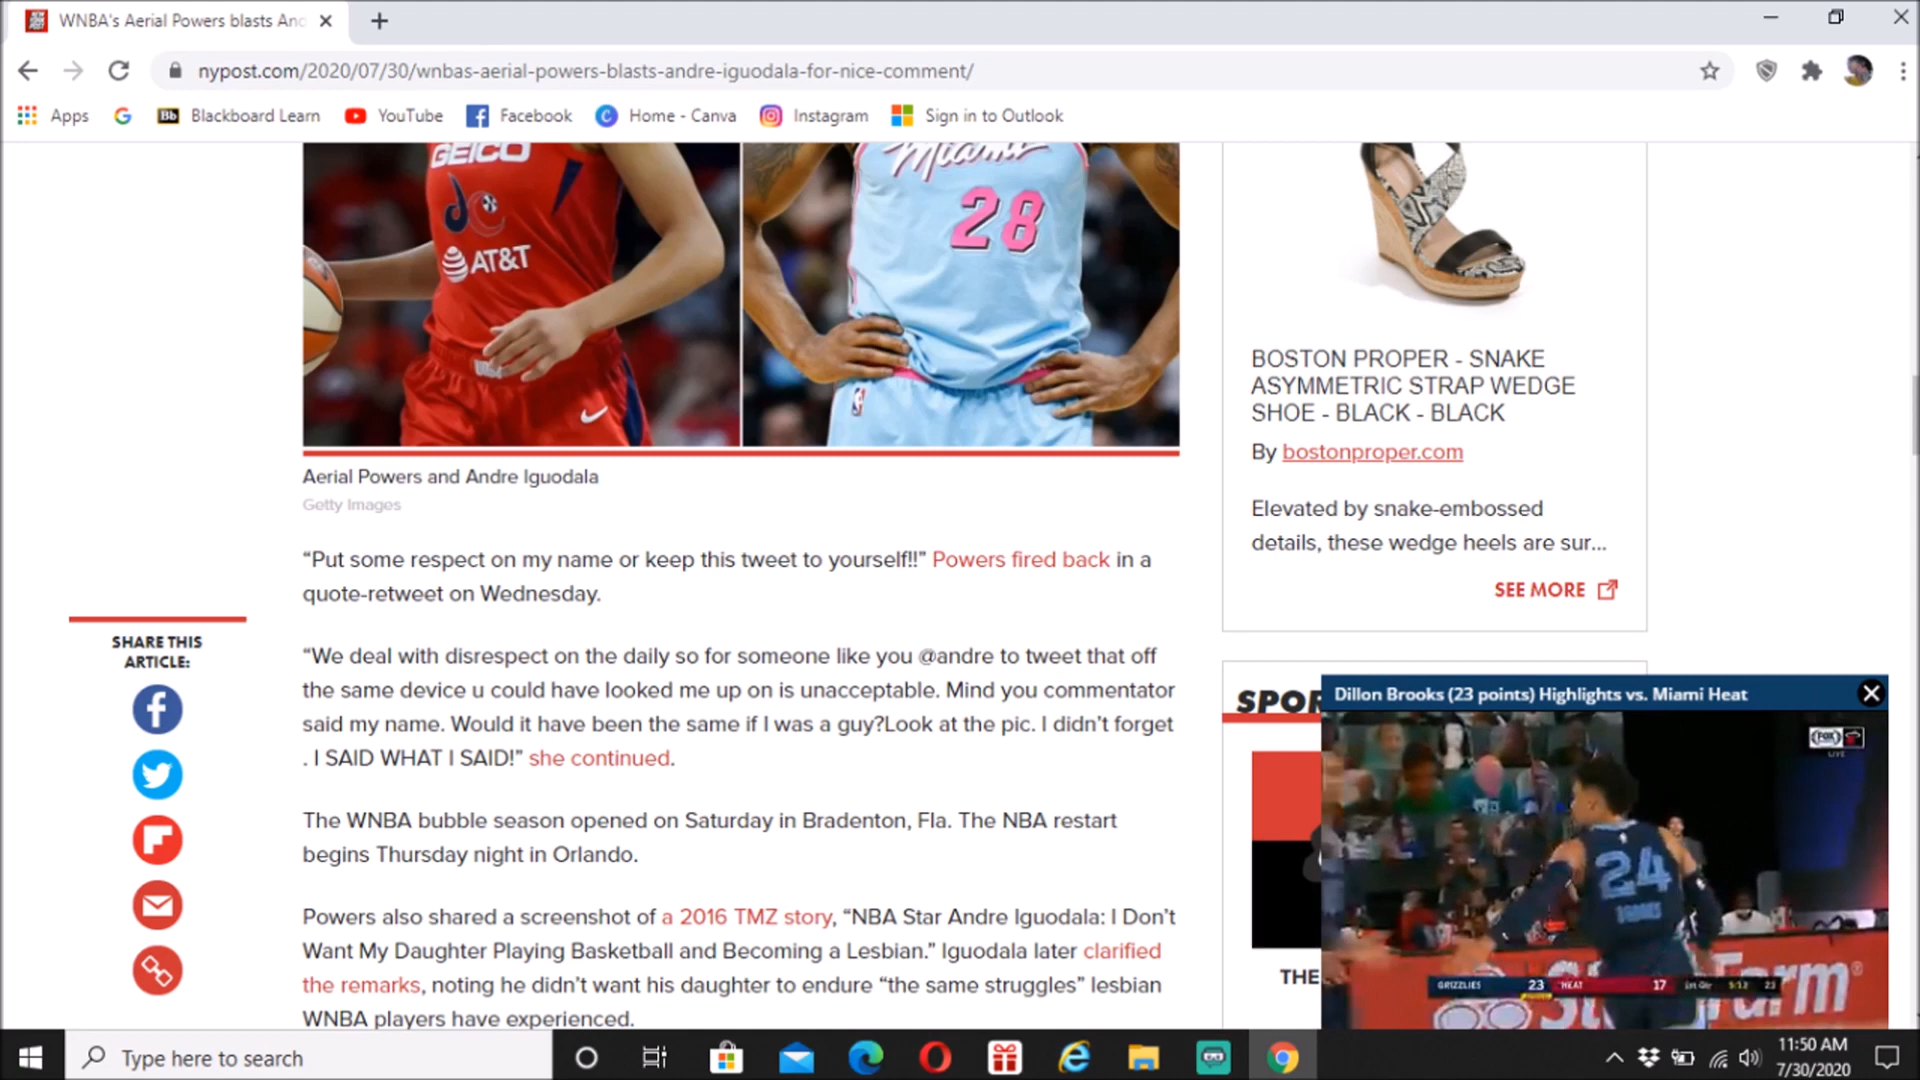 WNBA's Aerial Powers blasts And
nypost.com/2020/07/30/wnbas-aerial-powers-blasts-andre-iguodala-for-nice-comment/
Apps
Blackboard Learn
YouTube
Facebook
Home - Canva
Instagram
Sign in to Outlook
GEICO
AT&T
Miami
28
Aerial Powers and Andre Iguodala
Getty Images
“Put some respect on my name or keep this tweet to yourself!!” Powers fired back in a
quote-retweet on Wednesday.
“We deal with disrespect on the daily so for someone like you @andre to tweet that off
the same device u could have looked me up on is unacceptable. Mind you commentator
said my name. Would it have been the same if I was a guy?Look at the pic. I didn’t forget
. I SAID WHAT I SAID!” she continued.
The WNBA bubble season opened on Saturday in Bradenton, Fla. The NBA restart
begins Thursday night in Orlando.
Powers also shared a screenshot of a 2016 TMZ story, “NBA Star Andre Iguodala: I Don’t
Want My Daughter Playing Basketball and Becoming a Lesbian.” Iguodala later clarified
the remarks, noting he didn’t want his daughter to endure “the same struggles” lesbian
WNBA players have experienced.
SHARE THIS
ARTICLE:
BOSTON PROPER - SNAKE
ASYMMETRIC STRAP WEDGE
SHOE - BLACK - BLACK
By bostonproper.com
Elevated by snake-embossed
details, these wedge heels are sur...
SEE MORE
SPOR
THE
Dillon Brooks (23 points) Highlights vs. Miami Heat
FOX
LIVE
24
GRIZZLIES 23 HEAT 17 1st Qtr 5:12 23
Type here to search
11:50 AM
7/30/2020